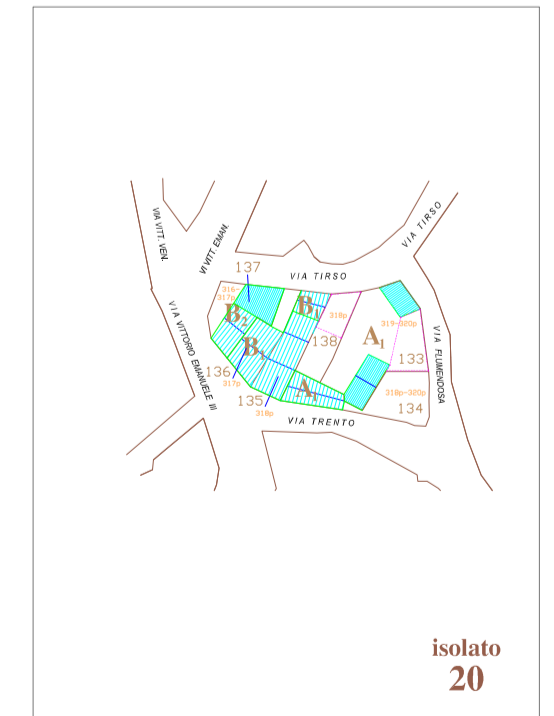 VIA VITT. VEN.
VI VITT. EMAN.
VIA TIRSO
VIA TIRSO
137
316-
317p
B2
B1
318p
138
A1
319-320p
133
VIA FLUMENDOSA
VIA VITTORIO EMANUELE III
136
317p
135
318p
A1
318p-320p
134
VIA TRENTO
isolato
20